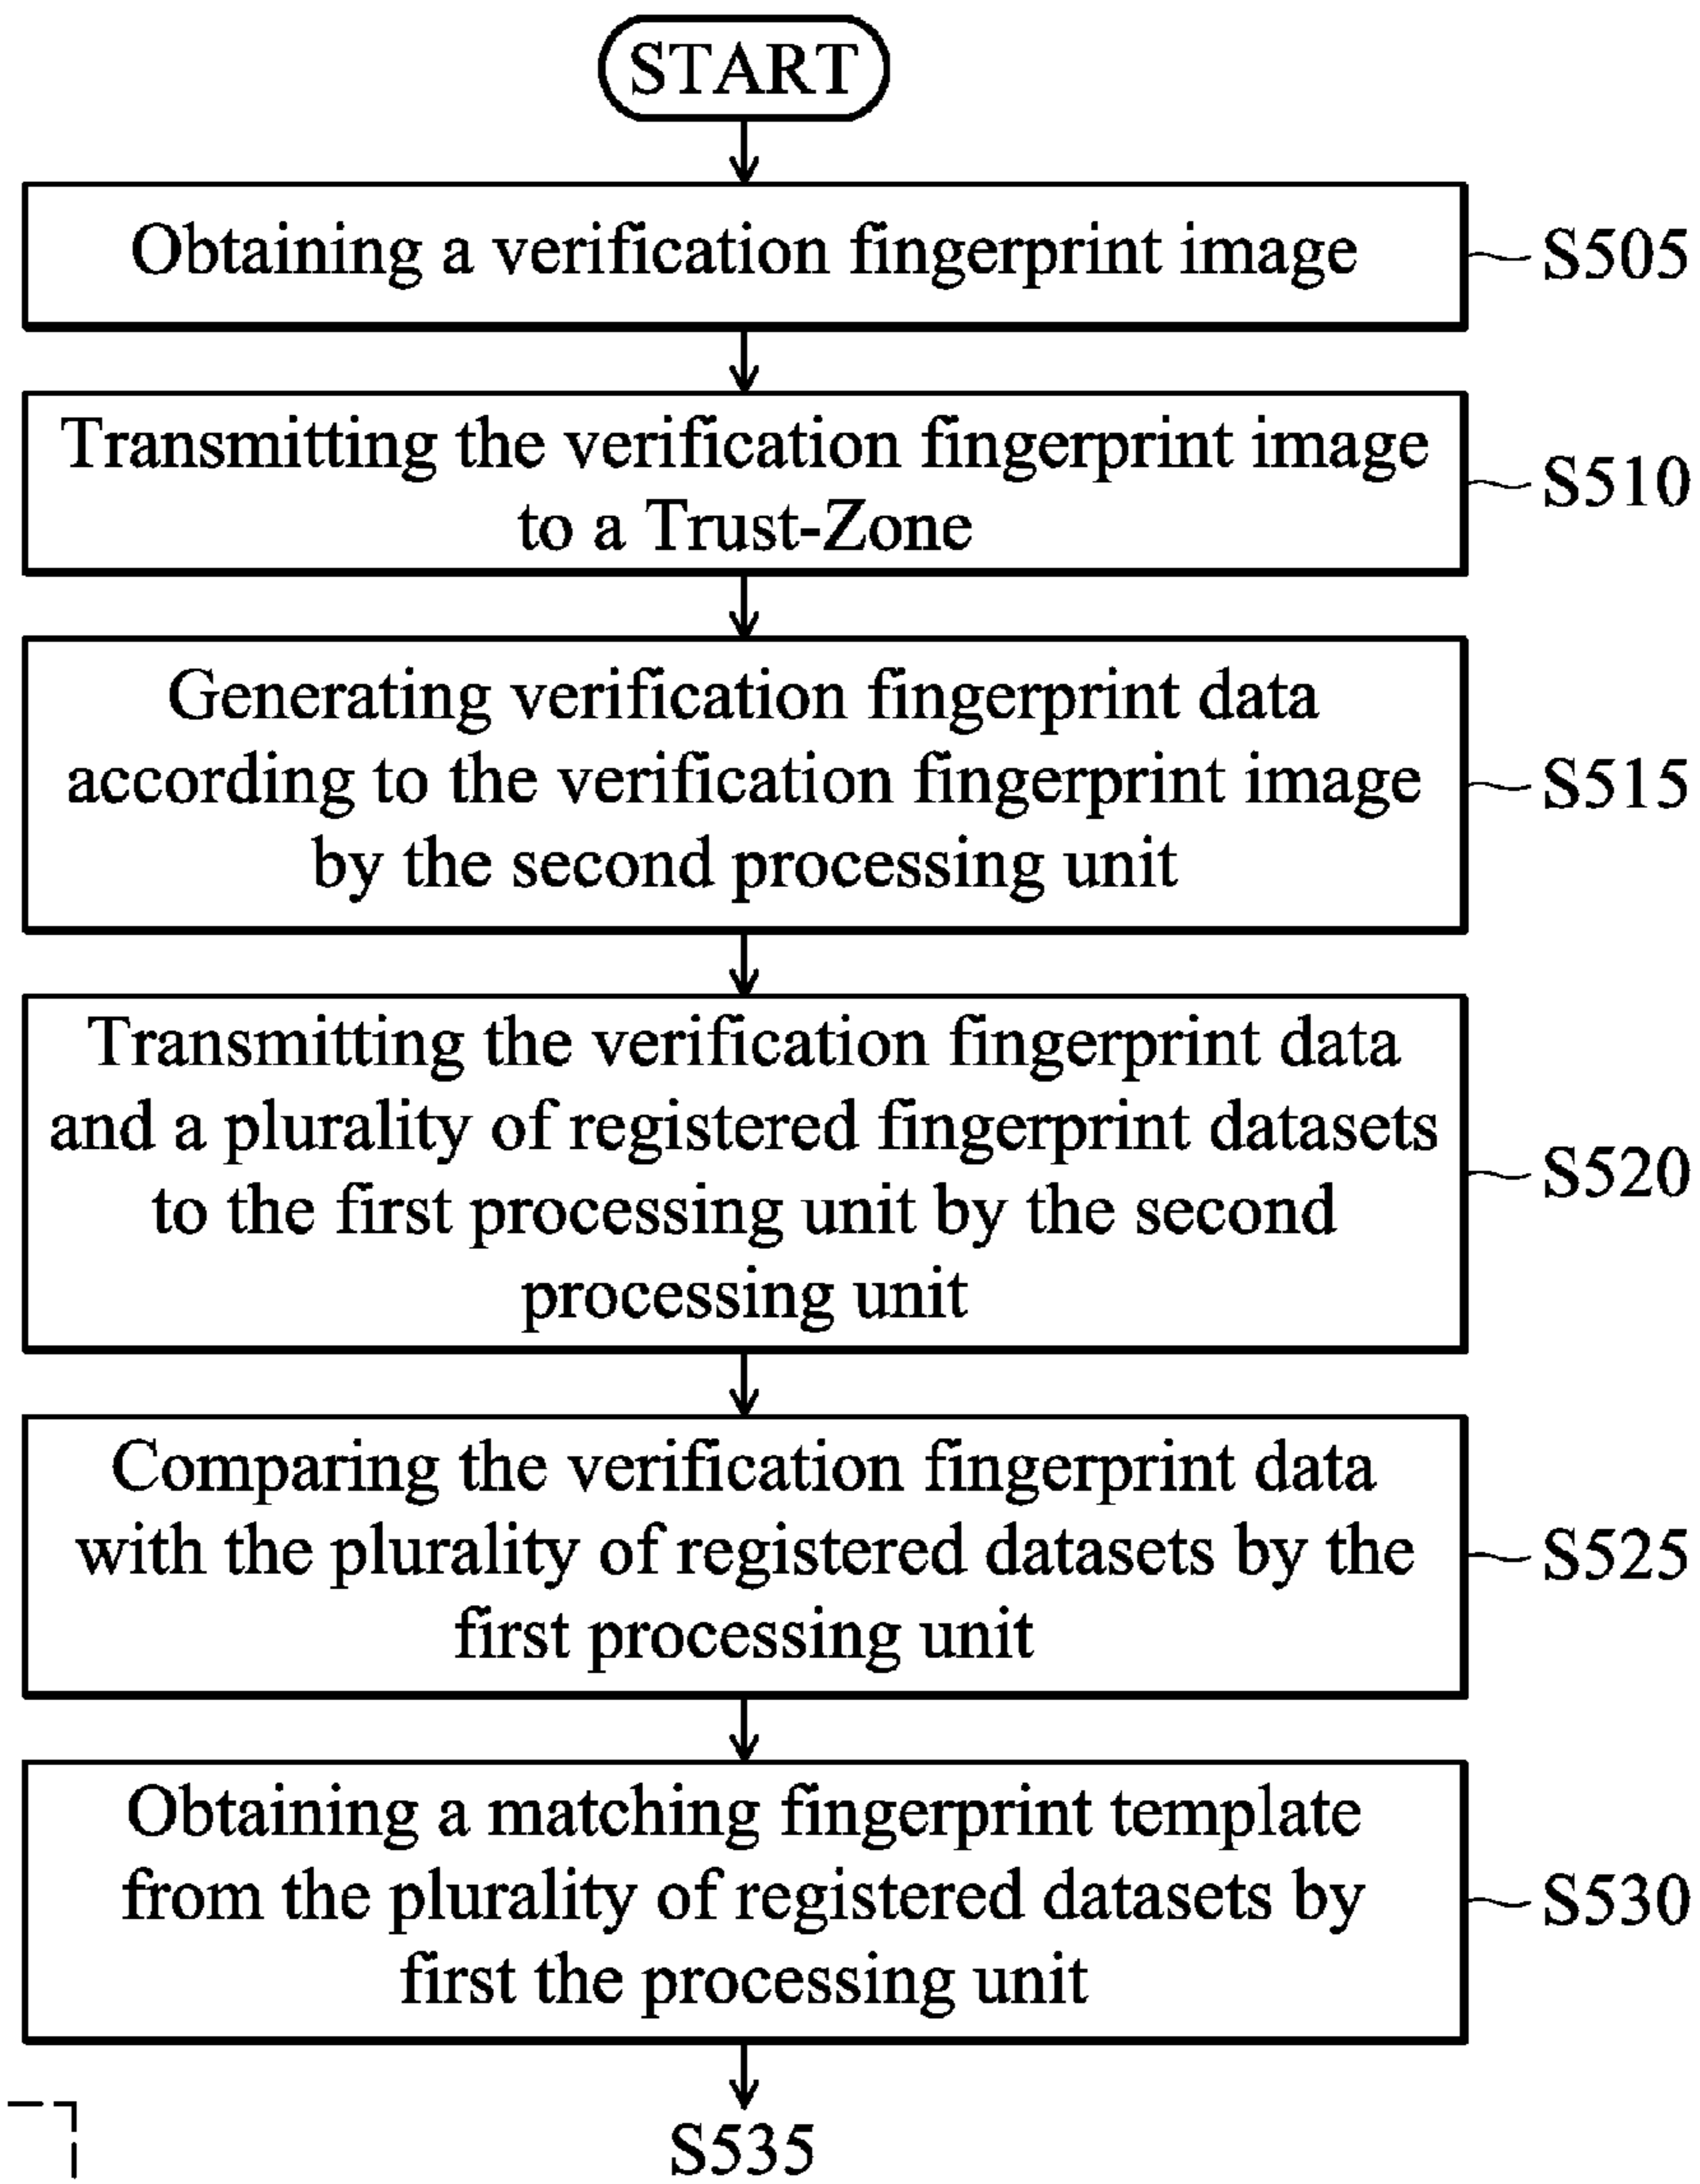 START
Obtaining a verification fingerprint image
S505
Transmitting the verification fingerprint image
to a Trust-Zone
S510
Generating verification fingerprint data
according to the verification fingerprint image
by the second processing unit
S515
Transmitting the verification fingerprint data
and a plurality of registered fingerprint datasets
to the first processing unit by the second
processing unit
S520
Comparing the verification fingerprint data
with the plurality of registered datasets by the
first processing unit
S525
Obtaining a matching fingerprint template
from the plurality of registered datasets by
first the processing unit
S530
S535